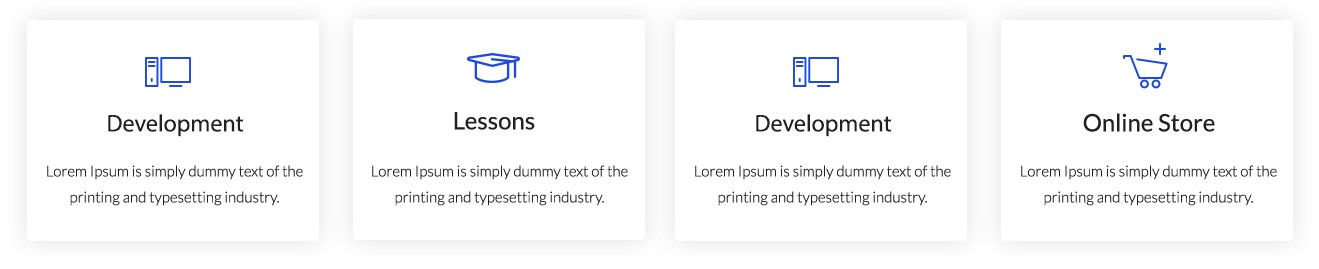 Development
Lorem Ipsum is simply dummy text of the
printing and typesetting industry.
Lessons
Lorem Ipsum is simply dummy text of the
printing and typesetting industry.
Development
Lorem Ipsum is simply dummy text of the
printing and typesetting industry.
Online Store
Lorem Ipsum is simply dummy text of the
printing and typesetting industry.